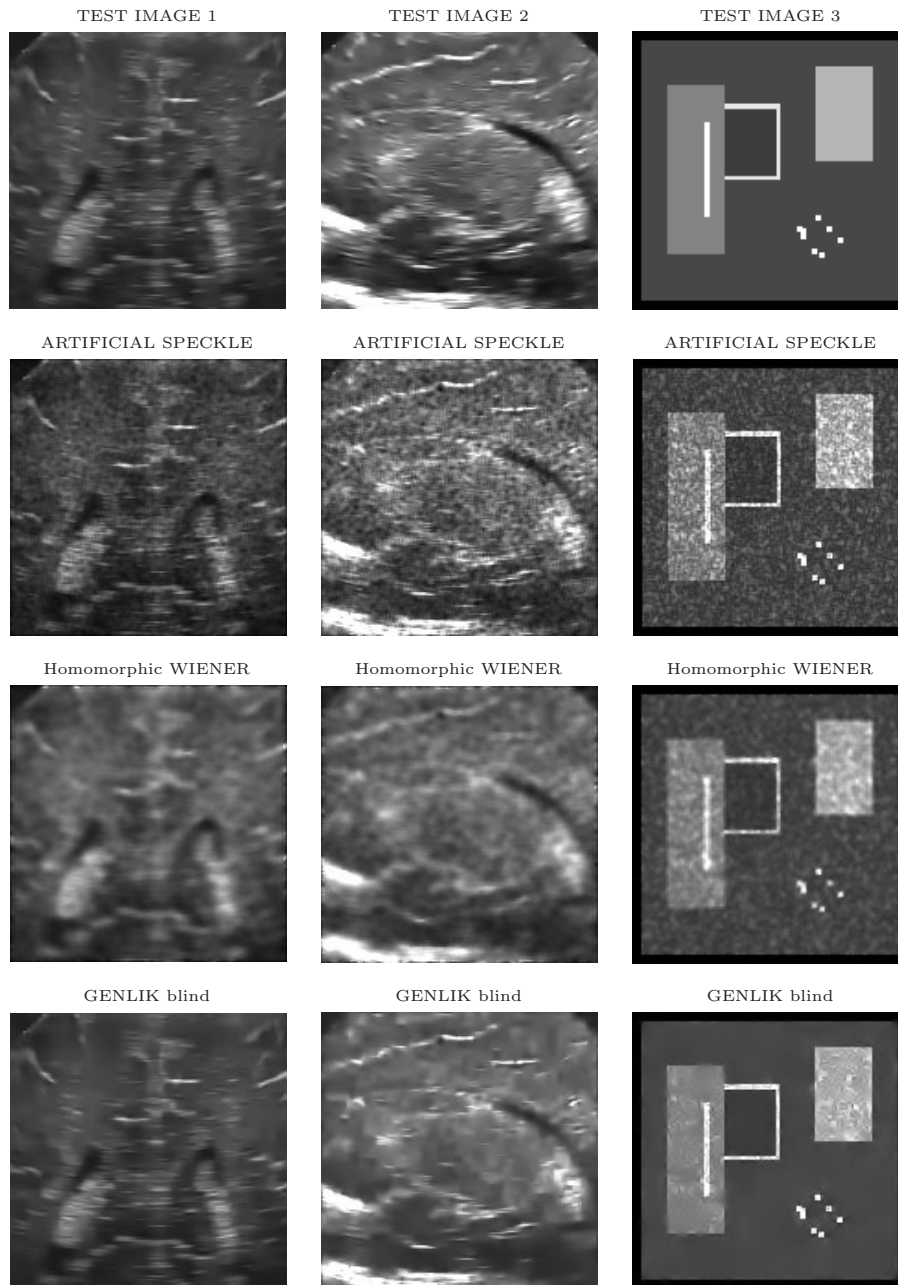 TEST IMAGE 1
TEST IMAGE 2
TEST IMAGE 3
ARTIFICIAL SPECKLE
ARTIFICIAL SPECKLE
ARTIFICIAL SPECKLE
Homomorphic WIENER
Homomorphic WIENER
Homomorphic WIENER
GENLIK blind
GENLIK blind
GENLIK blind